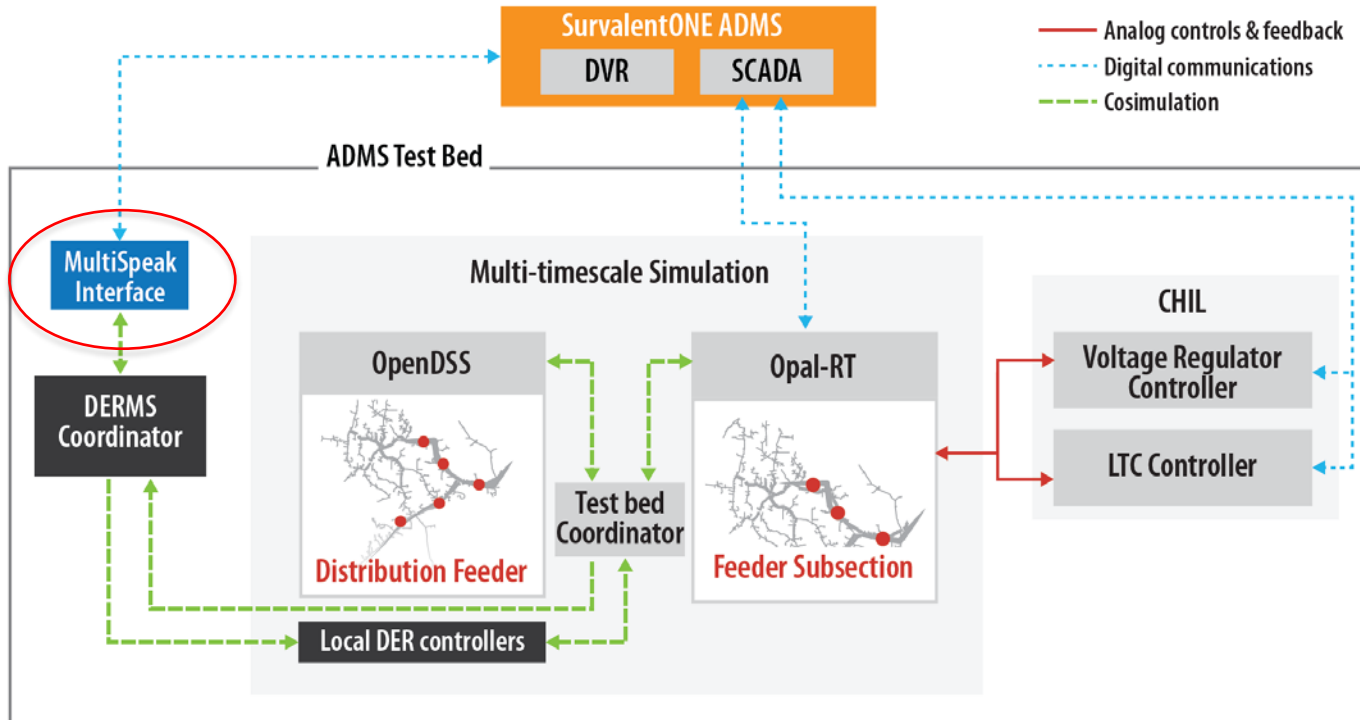 SurvalentONE ADMS
DVR
SCADA
Analog controls & feedback
Digital communications
Cosimulation
ADMS Test Bed
MultiSpeak
Interface
DERMS
Coordinator
Multi-timescale Simulation
OpenDSS
Distribution Feeder
Test bed
Coordinator
Opal-RT
Feeder Subsection
Local DER controllers
CHIL
Voltage Regulator
Controller
LTC Controller